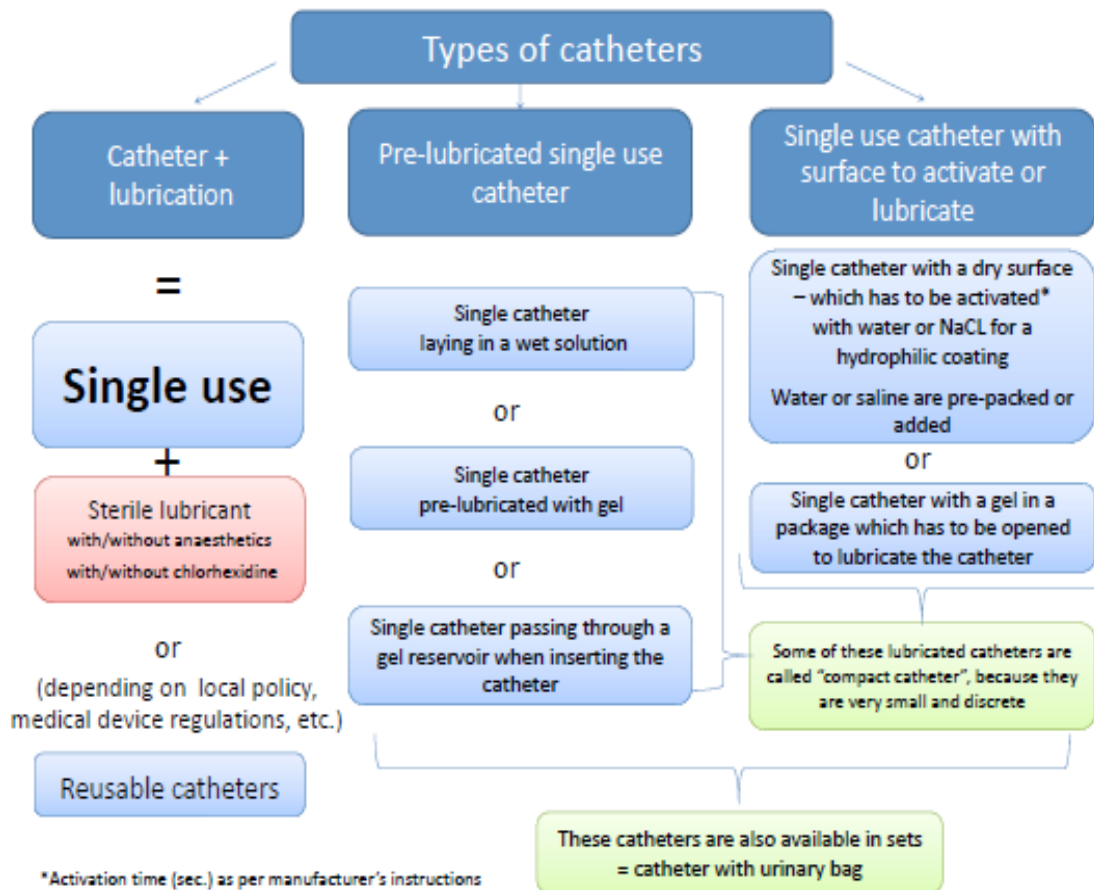 Types of catheters
Catheter +
lubrication
=
Single use
+
Sterile lubricant
with/without anaesthetics
with/without chlorhexidine
or
(depending on local policy,
medical device regulations, etc.)
Reusable catheters
Pre-lubricated single use
catheter
Single catheter
laying in a wet solution
or
Single catheter
pre-lubricated with gel
or
Single catheter passing through a
gel reservoir when inserting the
catheter
Single use catheter with
surface to activate or
lubricate
Single catheter with a dry surface
– which has to be activated*
with water or NaCL for a
hydrophilic coating
Water or saline are pre-packed or
added
or
Single catheter with a gel in a
package which has to be opened
to lubricate the catheter
Some of these lubricated catheters are
called “compact catheter”, because they
are very small and discrete
These catheters are also available in sets
= catheter with urinary bag
*Activation time (sec.) as per manufacturer’s instructions